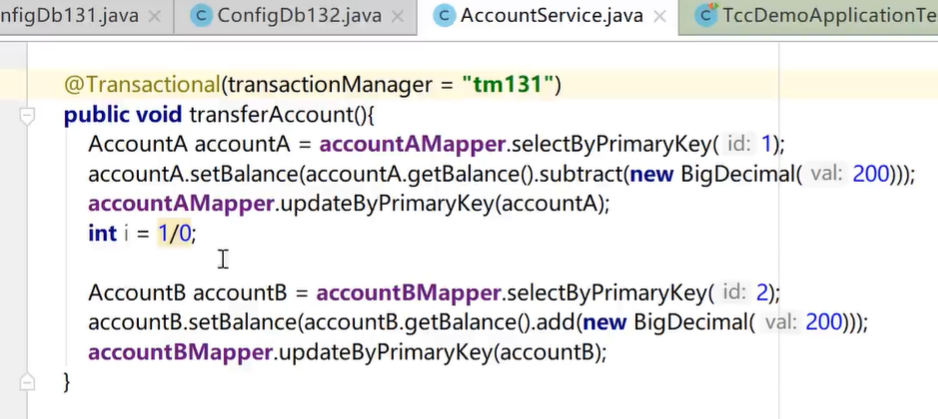 nfigDb131.java × ConfigDb132.java × AccountService.java × TccDemoApplicationTe
@Transactional(transactionManager = "tm131")
public void transferAccount(){
AccountA accountA = accountAMapper.selectByPrimaryKey( id: 1);
accountA.setBalance(accountA.getBalance().subtract(new BigDecimal( val: 200)));
accountAMapper.updateByPrimaryKey(accountA);
int i = 1/0;
AccountB accountB = accountBMapper.selectByPrimaryKey( id: 2);
accountB.setBalance(accountB.getBalance().add(new BigDecimal( val: 200)));
accountBMapper.updateByPrimaryKey(accountB);
}